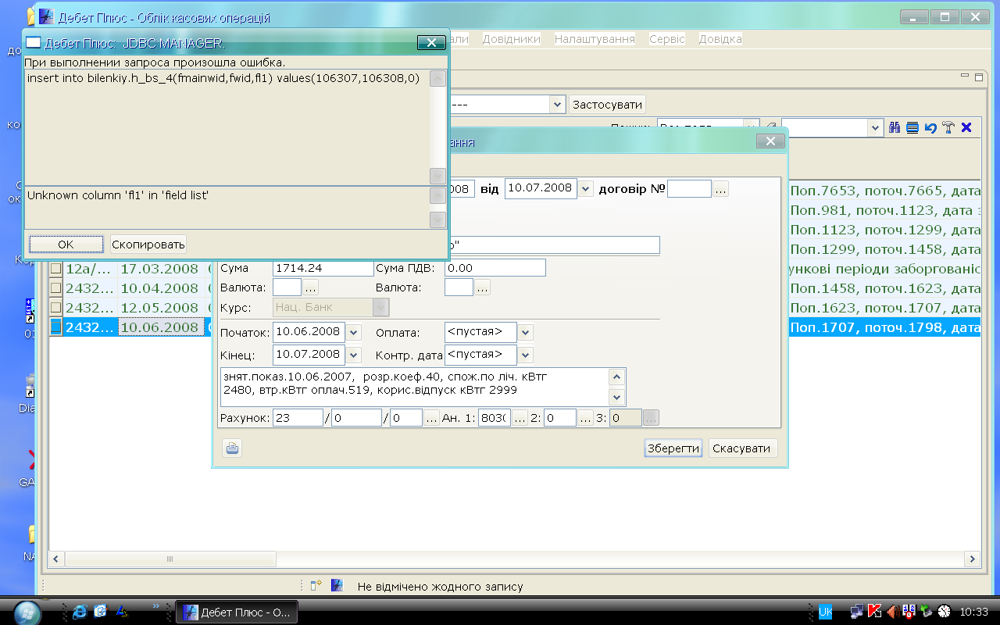 Дебет Плюс - Облік касових операцій
Дебет Плюс: JDBC MANAGER.
али Довідники Налаштування Сервіс Довідка
При выполнении запроса произошла ошибка.
insert into bilenkiy.h_bs_4(fmainwid,fwid,fl1) values(106307,106308,0)
--- Застосувати
ання
008 від 10.07.2008 договір № ...
Unknown column 'fl1' in 'field list'
Поп.7653, поточ.7665, дата
Поп.981, поточ.1123, дата з
Поп.1123, поточ.1299, дата
OK Скопировать
о"
Поп.1299, поточ.1458, дата
12а/... 17.03.2008
Сума 1714.24 Сума ПДВ: 0.00
ункові періоди заборгованіс
2432... 10.04.2008
Валюта: ... Валюта: ...
Поп.1458, поточ.1623, дата
2432... 12.05.2008
Курс: Нац. Банк
Поп.1623, поточ.1707, дата
2432... 10.06.2008
Поп.1707, поточ.1798, дата
Початок: 10.06.2008 Оплата: <пустая>
Кінец: 10.07.2008 Контр. дата <пустая>
знят.показ.10.06.2007, розр.коеф.40, спож.по ліч. кВтг
2480, втр.кВтг оплач.519, корис.відпуск кВтг 2999
Рахунок: 23 / 0 / 0 ... Ан. 1: 8030 ... 2: 0 ... 3: 0 ...
Зберегти Скасувати
Не відмічено жодного запису
Дебет Плюс - О...
UK
10:33